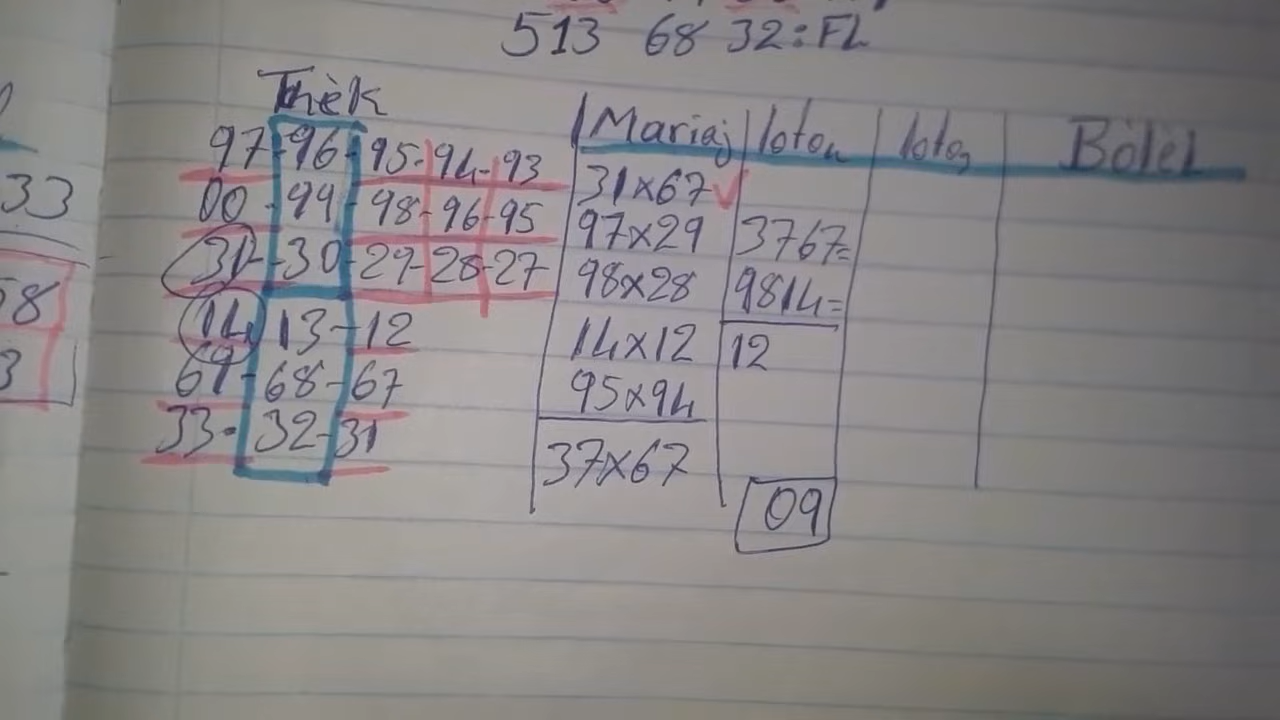 513 68 32:FL
Thèk
97-96-95-94-93
00-99-98-96-95
31-30-29-28-27
14-13-12
69-68-67
33-32-31
Mariaj
31x67
97x29
98x28
14x12
95x94
37x67
loto4
3767=
9814=
12
09
Bòlèt
33
58
3